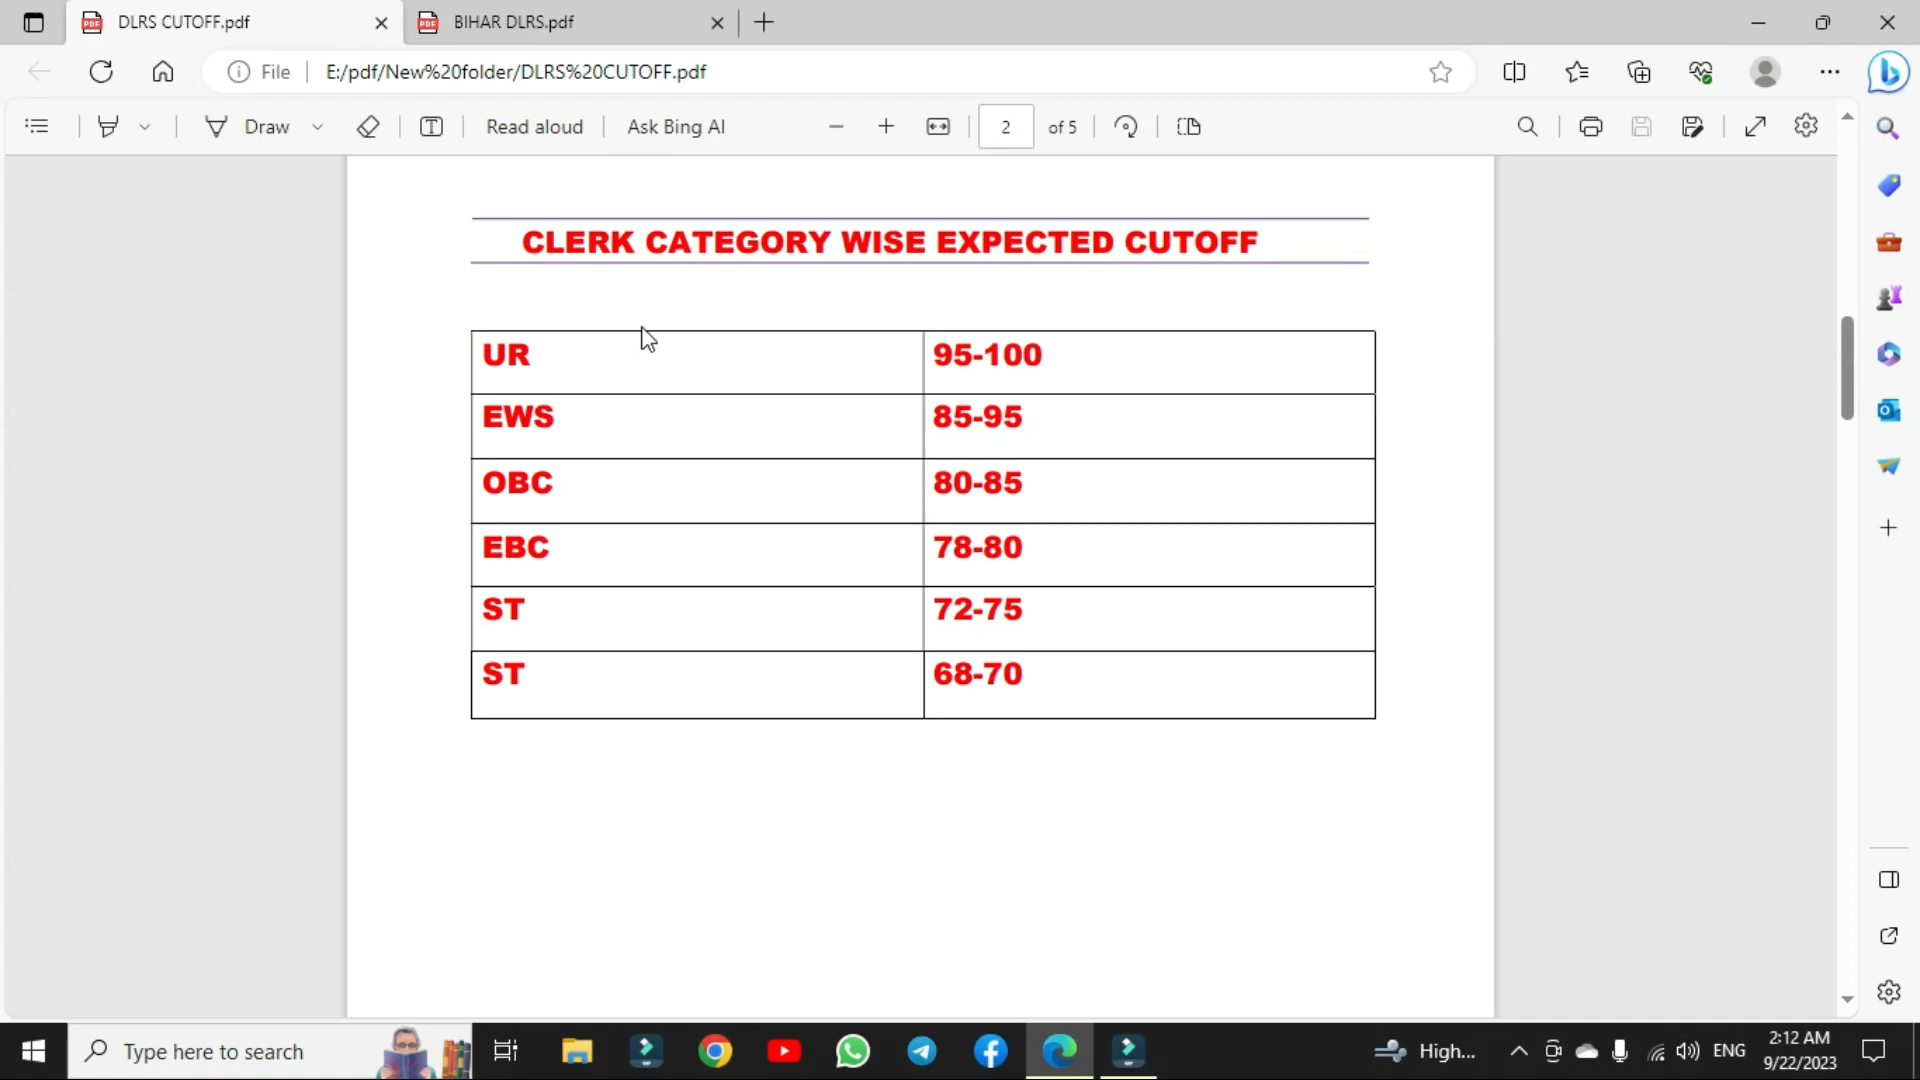 DLRS CUTOFF.pdf
BIHAR DLRS.pdf
File
E:/pdf/New%20folder/DLRS%20CUTOFF.pdf
Draw
Read aloud
Ask Bing AI
2
of 5
CLERK CATEGORY WISE EXPECTED CUTOFF
UR 95-100
EWS 85-95
OBC 80-85
EBC 78-80
ST 72-75
ST 68-70
Type here to search
High...
ENG
2:12 AM
9/22/2023